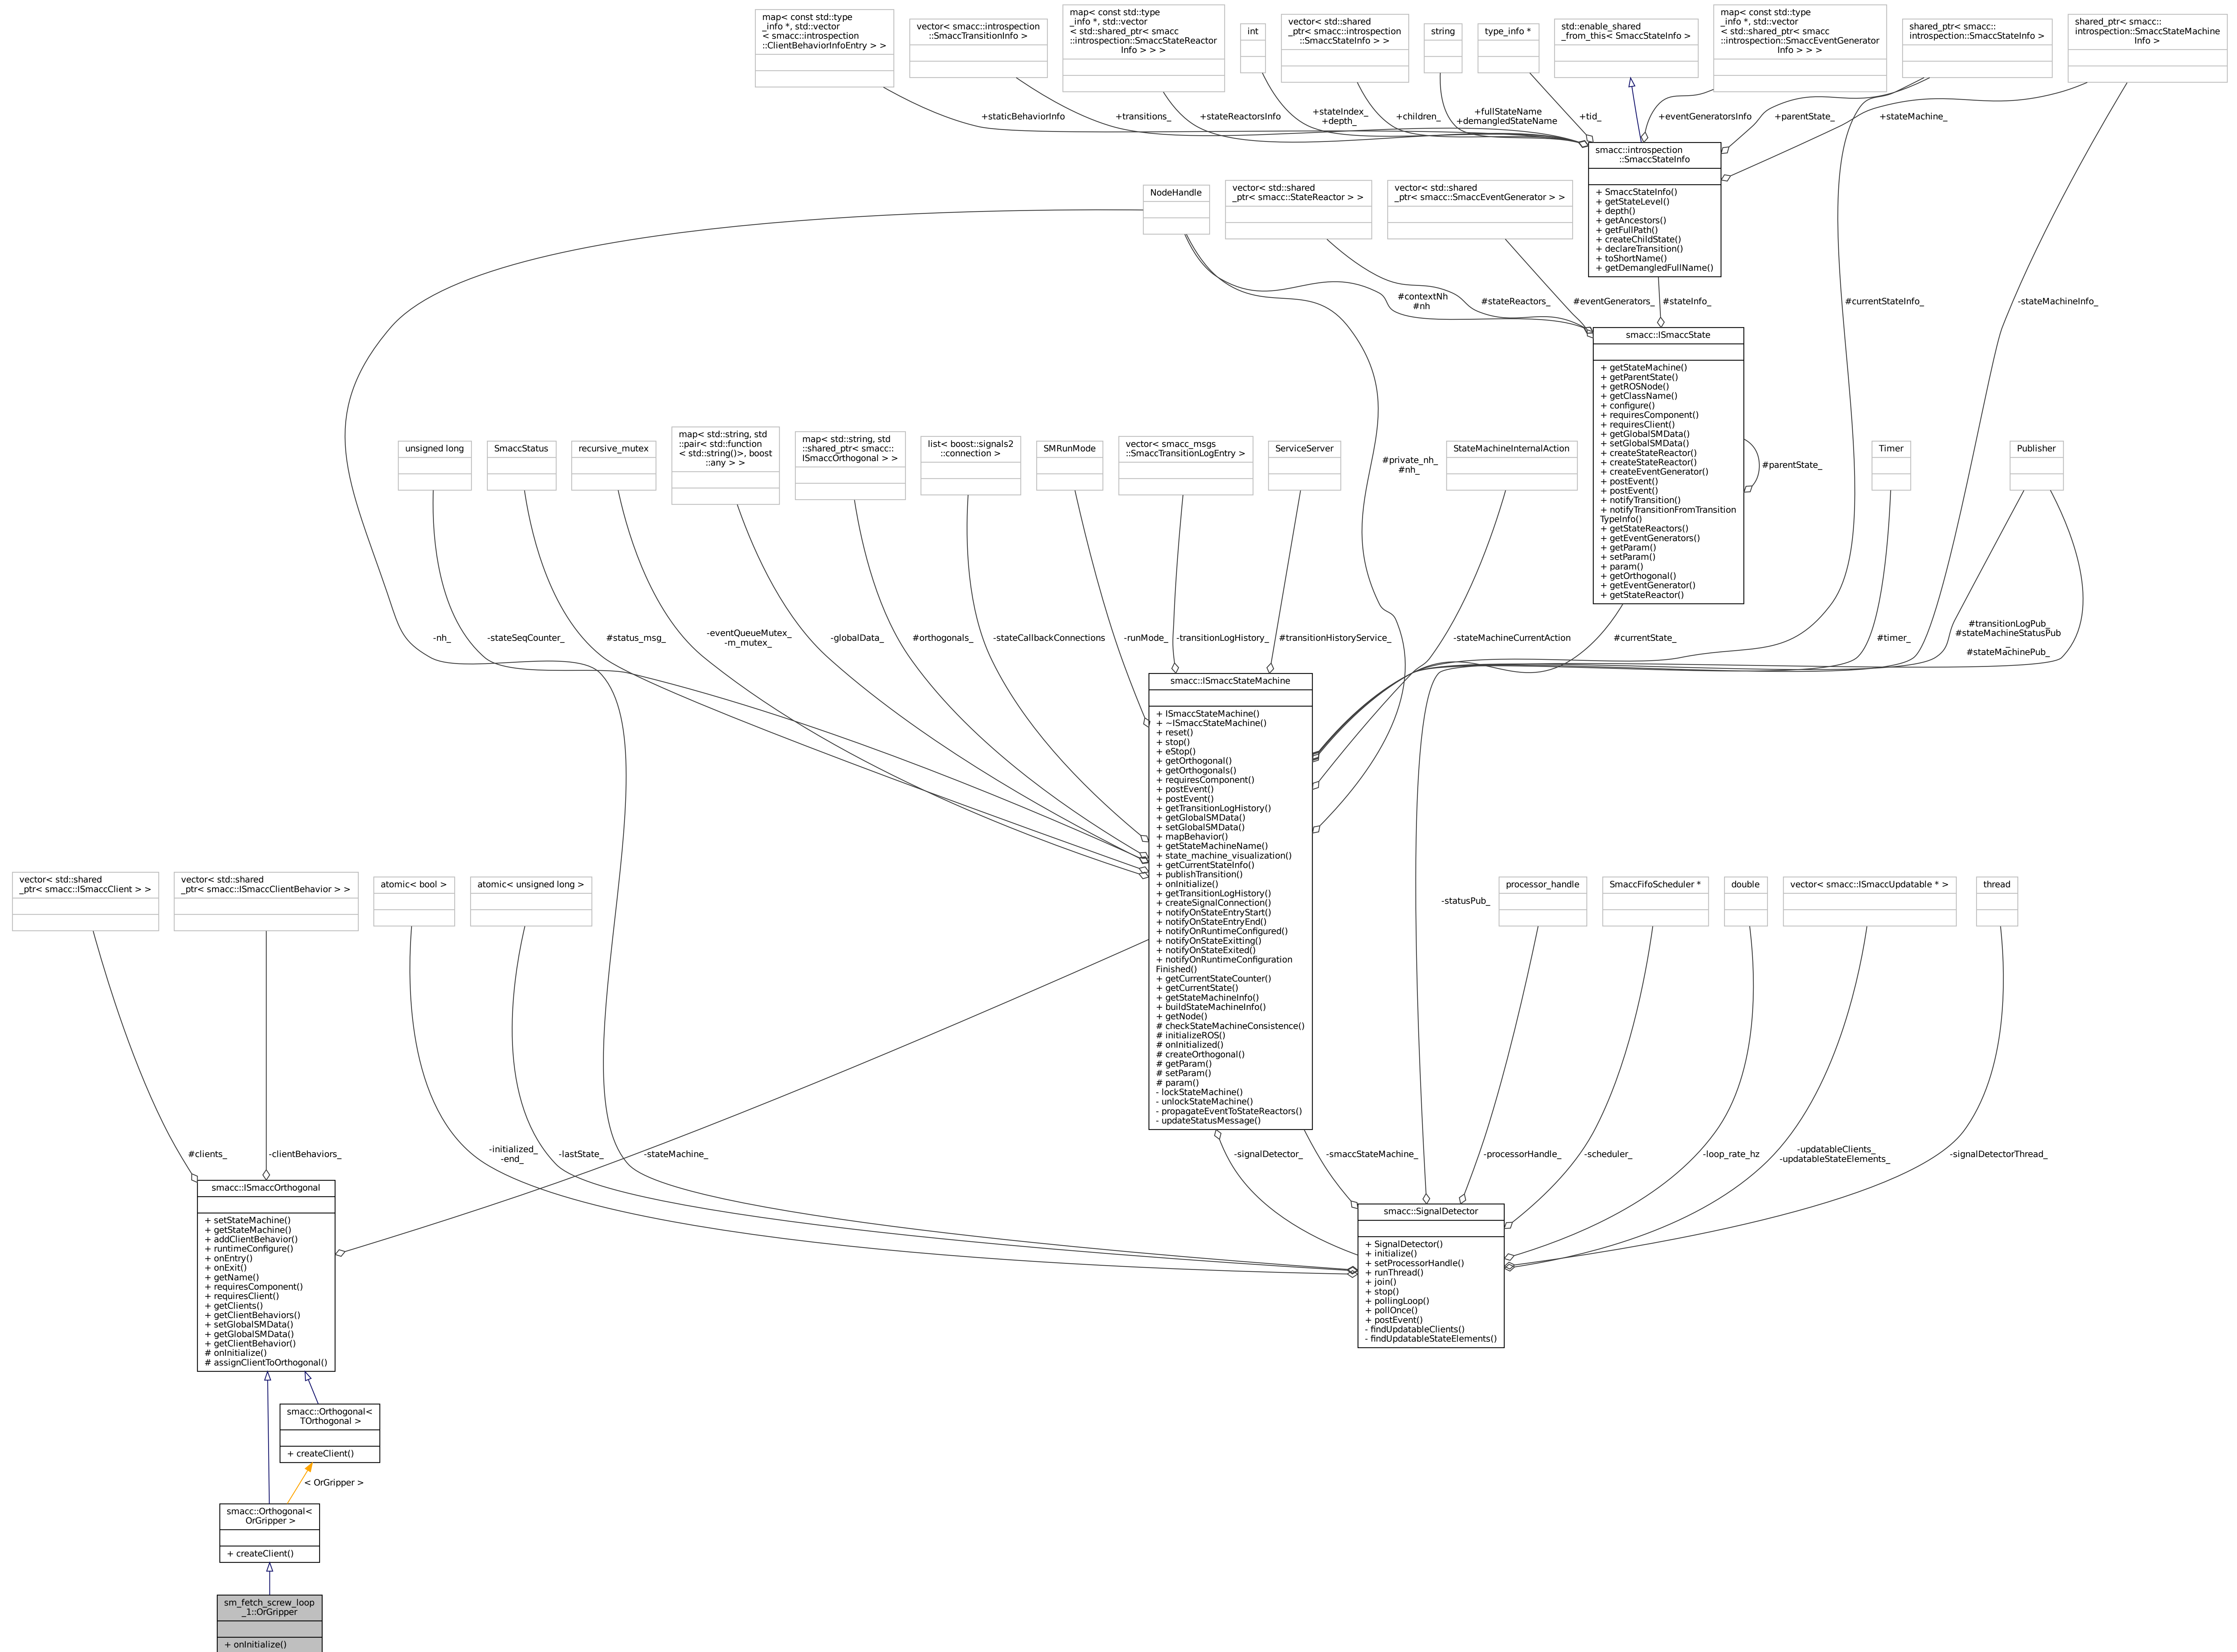 map< const std::type
_info *, std::vector
< smacc::introspection
::ClientBehaviorInfoEntry > >
vector< smacc::introspection
::SmaccTransitionInfo >
map< const std::type
_info *, std::vector
< std::shared_ptr< smacc
::introspection::SmaccStateReactor
Info > > >
int
vector< std::shared
_ptr< smacc::introspection
::SmaccStateInfo > >
string
type_info *
std::enable_shared
_from_this< SmaccStateInfo >
map< const std::type
_info *, std::vector
< std::shared_ptr< smacc
::introspection::SmaccEventGenerator
Info > > >
shared_ptr< smacc::
introspection::SmaccStateInfo >
shared_ptr< smacc::
introspection::SmaccStateMachine
Info >
+staticBehaviorInfo
+transitions_
+stateReactorsInfo
+stateIndex_
+depth_
+children_
+fullStateName
+demangledStateName
+tid_
+eventGeneratorsInfo
+parentState_
+stateMachine_
smacc::introspection
::SmaccStateInfo
+ SmaccStateInfo()
+ getStateLevel()
+ depth()
+ getAncestors()
+ getFullPath()
+ createChildState()
+ declareTransition()
+ toShortName()
+ getDemangledFullName()
NodeHandle
vector< std::shared
_ptr< smacc::StateReactor > >
vector< std::shared
_ptr< smacc::SmaccEventGenerator > >
#contextNh
#nh
#stateReactors_
#eventGenerators_
#stateInfo_
#currentStateInfo_
-stateMachineInfo_
smacc::ISmaccState
+ getStateMachine()
+ getParentState()
+ getROSNode()
+ getClassName()
+ configure()
+ requiresComponent()
+ requiresClient()
+ getGlobalSMData()
+ setGlobalSMData()
+ createStateReactor()
+ createStateReactor()
+ createEventGenerator()
+ postEvent()
+ postEvent()
+ notifyTransition()
+ notifyTransitionFromTransition
TypeInfo()
+ getStateReactors()
+ getEventGenerators()
+ getParam()
+ setParam()
+ param()
+ getOrthogonal()
+ getEventGenerator()
+ getStateReactor()
#parentState_
unsigned long
SmaccStatus
recursive_mutex
map< std::string, std
::pair< std::function
< std::string()>, boost
::any > >
map< std::string, std
::shared_ptr< smacc::
ISmaccOrthogonal > >
list< boost::signals2
::connection >
SMRunMode
vector< smacc_msgs
::SmaccTransitionLogEntry >
ServiceServer
#private_nh_
#nh_
StateMachineInternalAction
Timer
Publisher
-nh_
-stateSeqCounter_
#status_msg_
-eventQueueMutex_
-m_mutex_
-globalData_
#orthogonals_
-stateCallbackConnections
-runMode_
-transitionLogHistory_
#transitionHistoryService_
-stateMachineCurrentAction
#currentState_
#timer_
#transitionLogPub_
#stateMachineStatusPub
_
#stateMachinePub_
smacc::ISmaccStateMachine
+ ISmaccStateMachine()
+ ~ISmaccStateMachine()
+ reset()
+ stop()
+ eStop()
+ getOrthogonal()
+ getOrthogonals()
+ requiresComponent()
+ postEvent()
+ postEvent()
+ getTransitionLogHistory()
+ getGlobalSMData()
+ setGlobalSMData()
+ mapBehavior()
+ getStateMachineName()
+ state_machine_visualization()
+ getCurrentStateInfo()
+ publishTransition()
+ onInitialize()
+ getTransitionLogHistory()
+ createSignalConnection()
+ notifyOnStateEntryStart()
+ notifyOnStateEntryEnd()
+ notifyOnRuntimeConfigured()
+ notifyOnStateExitting()
+ notifyOnStateExited()
+ notifyOnRuntimeConfiguration
Finished()
+ getCurrentStateCounter()
+ getCurrentState()
+ getStateMachineInfo()
+ buildStateMachineInfo()
+ getNode()
# checkStateMachineConsistence()
# initializeROS()
# onInitialized()
# createOrthogonal()
# getParam()
# setParam()
# param()
- lockStateMachine()
- unlockStateMachine()
- propagateEventToStateReactors()
- updateStatusMessage()
vector< std::shared
_ptr< smacc::ISmaccClient > >
vector< std::shared
_ptr< smacc::ISmaccClientBehavior > >
atomic< bool >
atomic< unsigned long >
-statusPub_
processor_handle
SmaccFifoScheduler *
double
vector< smacc::ISmaccUpdatable * >
thread
#clients_
-clientBehaviors_
-initialized_
-end_
-lastState_
-stateMachine_
-signalDetector_
-smaccStateMachine_
-processorHandle_
-scheduler_
-loop_rate_hz
-updatableClients_
-updatableStateElements_
-signalDetectorThread_
smacc::ISmaccOrthogonal
+ setStateMachine()
+ getStateMachine()
+ addClientBehavior()
+ runtimeConfigure()
+ onEntry()
+ onExit()
+ getName()
+ requiresComponent()
+ requiresClient()
+ getClients()
+ getClientBehaviors()
+ setGlobalSMData()
+ getGlobalSMData()
+ getClientBehavior()
# onInitialize()
# assignClientToOrthogonal()
smacc::SignalDetector
+ SignalDetector()
+ initialize()
+ setProcessorHandle()
+ runThread()
+ join()
+ stop()
+ pollingLoop()
+ pollOnce()
+ postEvent()
- findUpdatableClients()
- findUpdatableStateElements()
smacc::Orthogonal<
TOrthogonal >
+ createClient()
< OrGripper >
smacc::Orthogonal<
OrGripper >
+ createClient()
sm_fetch_screw_loop
_1::OrGripper
+ onInitialize()